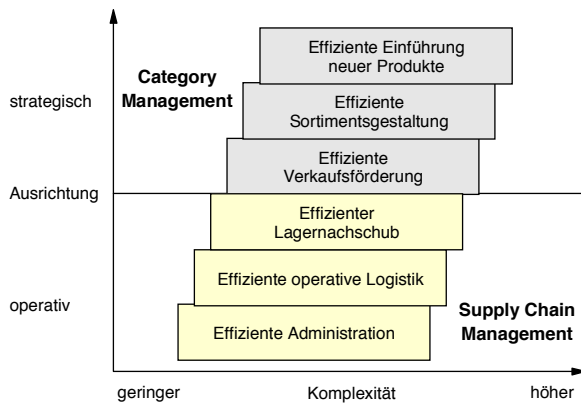 Effiziente Einführung
neuer Produkte
Category
Management
strategisch
Effiziente
Sortimentsgestaltung
Effiziente
Verkaufsförderung
Ausrichtung
Effizienter
Lagernachschub
Effiziente operative Logistik
operativ
Supply Chain
Management
Effiziente Administration
geringer
Komplexität
höher